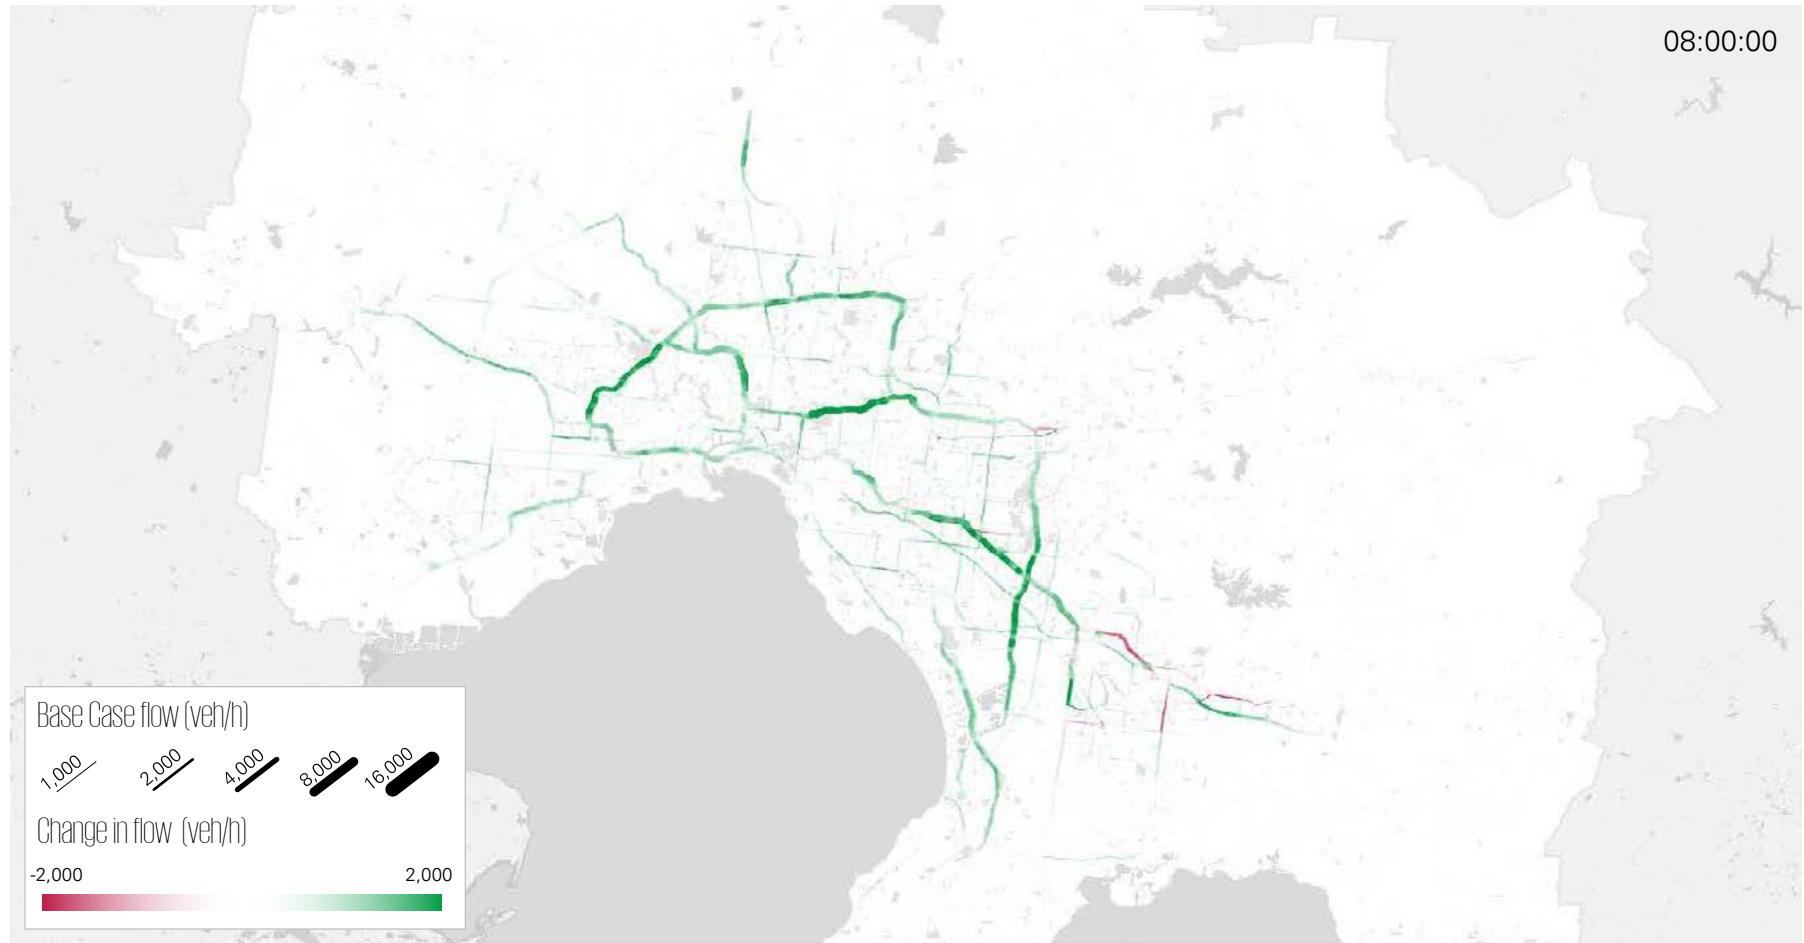 08:00:00
Base Case flow (veh/h)
1,000 2,000 4,000 8,000 16,000
Change in flow (veh/h)
-2,000 2,000